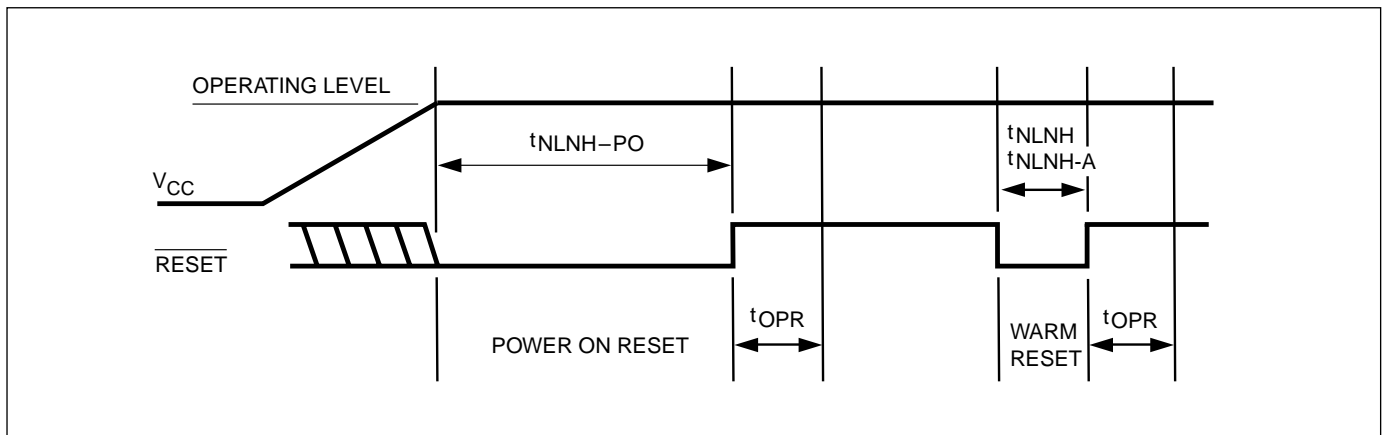 OPERATING LEVEL
tNLNH–PO
tNLNH
tNLNH-A
VCC
RESET
tOPR
POWER ON RESET
WARM
RESET
tOPR